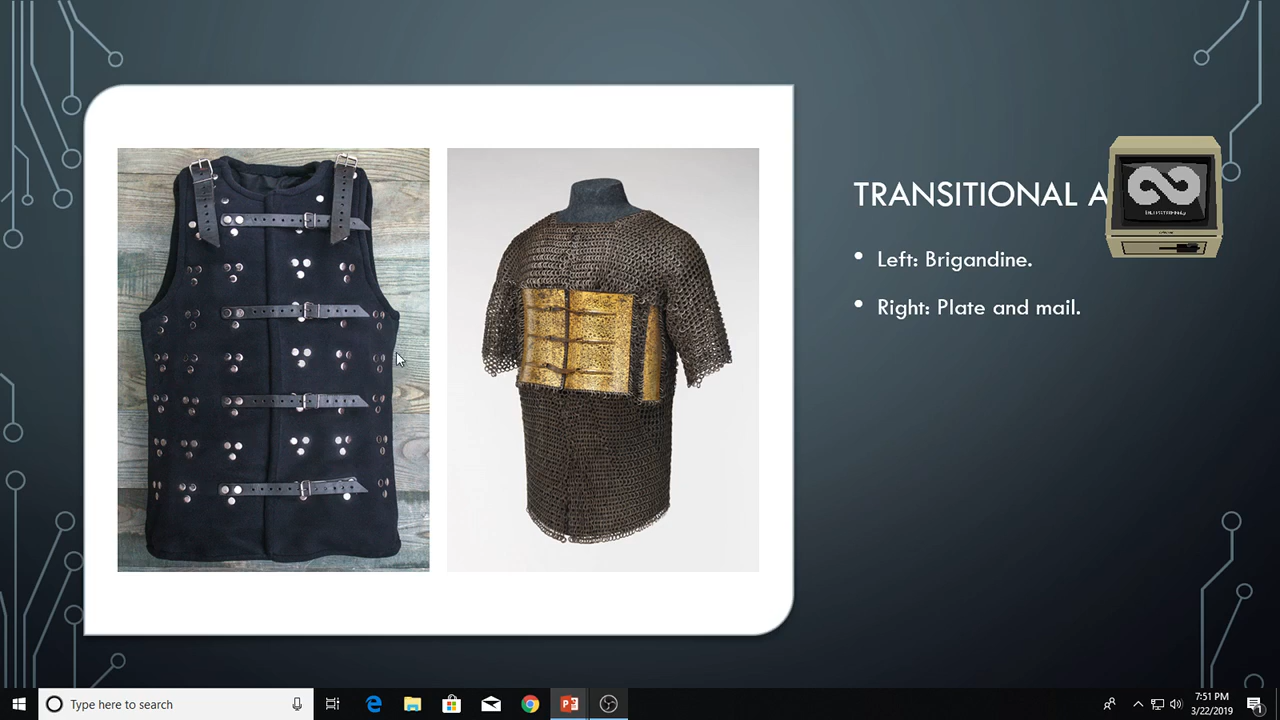 TRANSITIONAL A
Left: Brigandine.
Right: Plate and mail.
Type here to search
7:51 PM
3/22/2019